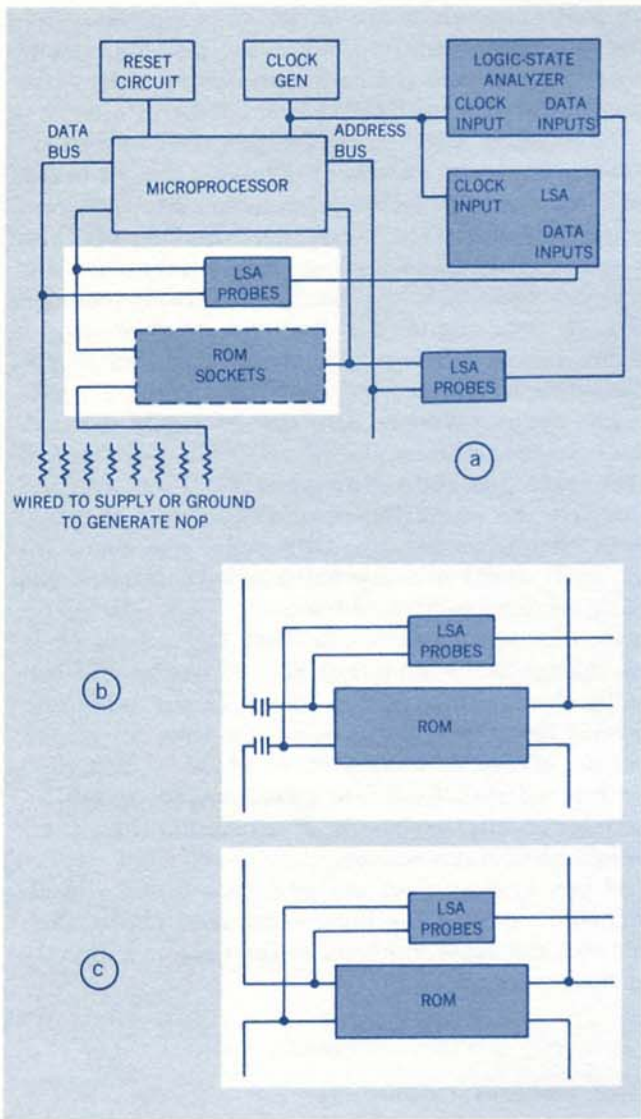 RESET
CIRCUIT
CLOCK
GEN
LOGIC-STATE
ANALYZER
CLOCK
INPUT
DATA
INPUTS
DATA
BUS
ADDRESS
BUS
MICROPROCESSOR
CLOCK
INPUT
LSA
DATA
INPUTS
LSA
PROBES
ROM
SOCKETS
LSA
PROBES
a
WIRED TO SUPPLY OR GROUND
TO GENERATE NOP
b
LSA
PROBES
ROM
c
LSA
PROBES
ROM